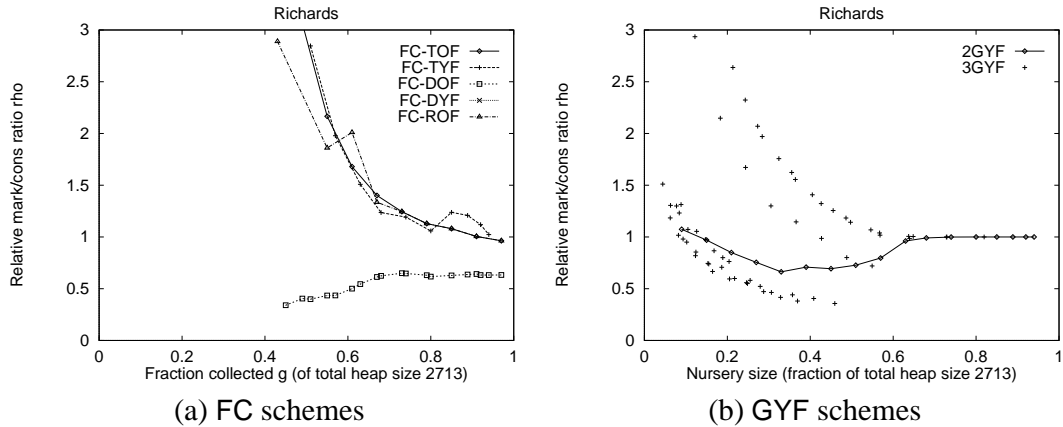 Richards
Relative mark/cons ratio rho
3
2.5
2
1.5
1
0.5
0
FC-TOF
FC-TYF
FC-DOF
FC-DYF
FC-ROF
0 0.2 0.4 0.6 0.8 1
Fraction collected g (of total heap size 2713)
(a) FC schemes
Richards
Relative mark/cons ratio rho
3
2.5
2
1.5
1
0.5
0
2GYF
3GYF
0 0.2 0.4 0.6 0.8 1
Nursery size (fraction of total heap size 2713)
(b) GYF schemes